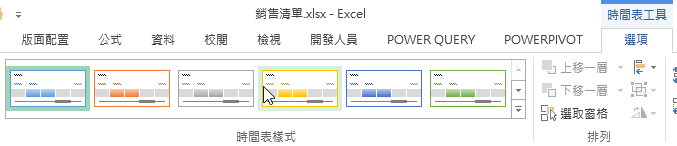 銷售清單.xlsx - Excel
時間表工具
版面配置 公式 資料 校閱 檢視 開發人員 POWER QUERY POWERPIVOT 選項
上移一層
下移一層
選取窗格
時間表樣式 排列